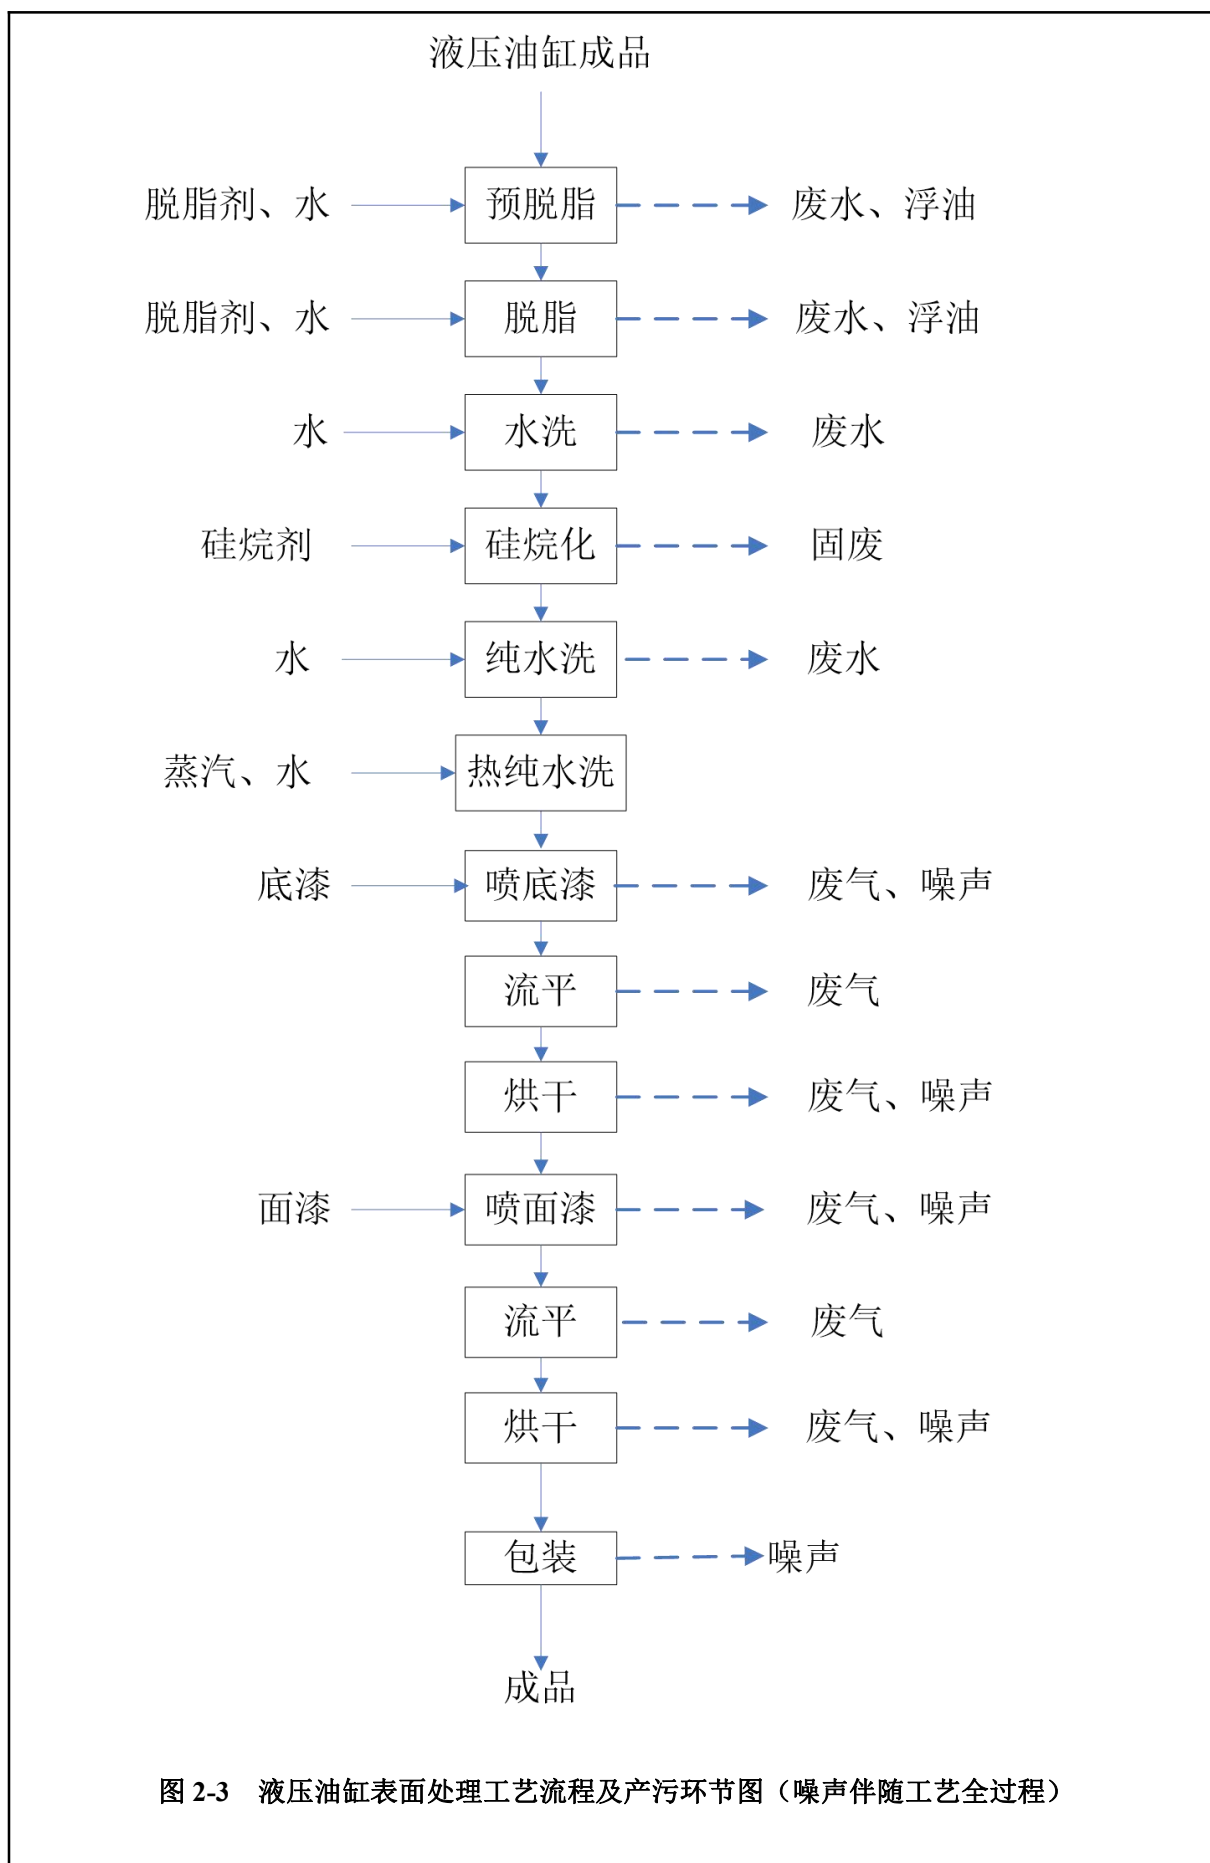 液压油缸成品
脱脂剂、水 预脱脂 废水、浮油
脱脂剂、水 脱脂 废水、浮油
水 水洗 废水
硅烷剂 硅烷化 固废
水 纯水洗 废水
蒸汽、水 热纯水洗
底漆 喷底漆 废气、噪声
流平 废气
烘干 废气、噪声
面漆 喷面漆 废气、噪声
流平 废气
烘干 废气、噪声
包装 噪声
成品
图 2-3 液压油缸表面处理工艺流程及产污环节图（噪声伴随工艺全过程）